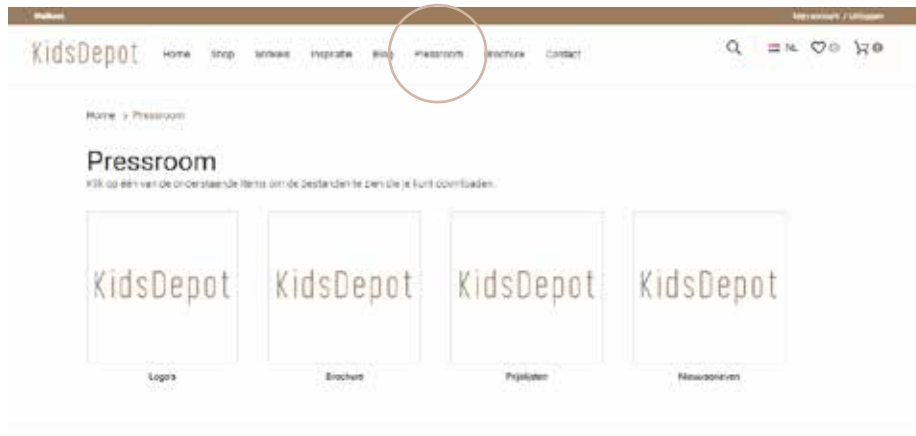 Welkom
Mijn account / Uitloggen
KidsDepot Home Shop Winkels Inspiratie Blog Pressroom Brochure Contact NL 0 0
Home > Pressroom
Pressroom
Klik op één van de onderstaande items om de bestanden te zien die je kunt downloaden.
KidsDepot KidsDepot KidsDepot KidsDepot
Logo's Brochure Prijslijsten Nieuwsbrieven